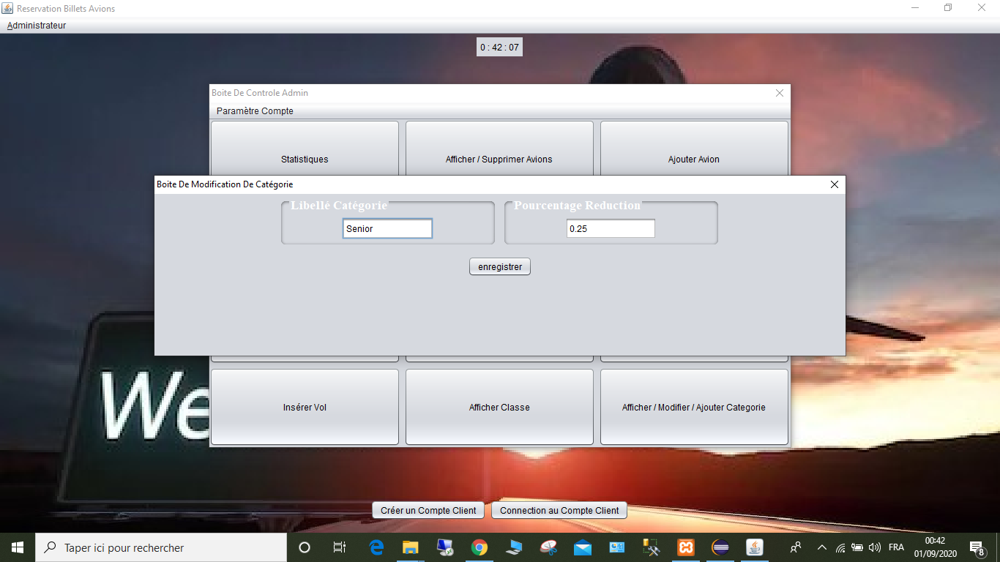 Reservation Billets Avions
Administrateur
0 : 42 : 07
Boite De Controle Admin
Paramètre Compte
Statistiques
Afficher / Supprimer Avions
Ajouter Avion
Boite De Modification De Catégorie
Libellé Catégorie
Pourcentage Reduction
Senior
0.25
enregistrer
We
Insérer Vol
Afficher Classe
Afficher / Modifier / Ajouter Categorie
Créer un Compte Client
Connection au Compte Client
Taper ici pour rechercher
FRA
00:42
01/09/2020
8